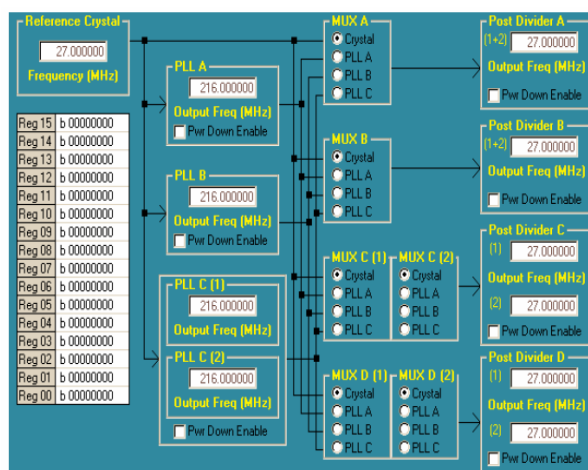 Reference Crystal
27.000000
Frequency (MHz)
Reg 15 b 00000000
Reg 14 b 00000000
Reg 13 b 00000000
Reg 12 b 00000000
Reg 11 b 00000000
Reg 10 b 00000000
Reg 09 b 00000000
Reg 08 b 00000000
Reg 07 b 00000000
Reg 06 b 00000000
Reg 05 b 00000000
Reg 04 b 00000000
Reg 03 b 00000000
Reg 02 b 00000000
Reg 01 b 00000000
Reg 00 b 00000000
PLL A
216.000000
Output Freq (MHz)
Pwr Down Enable
PLL B
216.000000
Output Freq (MHz)
Pwr Down Enable
PLL C (1)
216.000000
Output Freq (MHz)
PLL C (2)
216.000000
Output Freq (MHz)
Pwr Down Enable
MUX A
Crystal
PLL A
PLL B
PLL C
MUX B
Crystal
PLL A
PLL B
PLL C
MUX C (1)
Crystal
PLL A
PLL B
PLL C
MUX C (2)
Crystal
PLL A
PLL B
PLL C
MUX D (1)
Crystal
PLL A
PLL B
PLL C
MUX D (2)
Crystal
PLL A
PLL B
PLL C
Post Divider A
(1+2) 27.000000
Output Freq (MHz)
Pwr Down Enable
Post Divider B
(1+2) 27.000000
Output Freq (MHz)
Pwr Down Enable
Post Divider C
(1) 27.000000
Output Freq (MHz)
(2) 27.000000
Pwr Down Enable
Post Divider D
(1) 27.000000
Output Freq (MHz)
(2) 27.000000
Pwr Down Enable